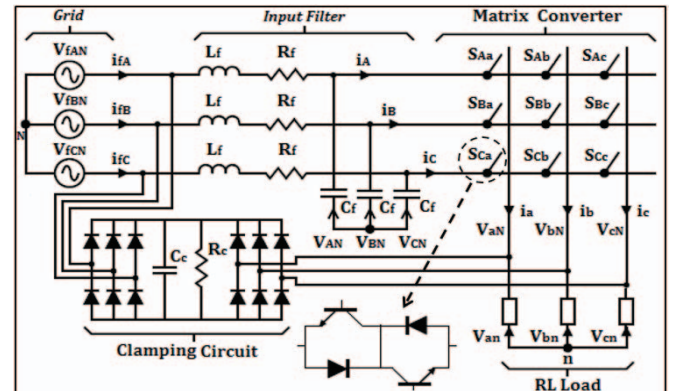 Grid Input Filter Matrix Converter
VfAN ifA Lf Rf iA SAa SAb SAc
VfBN ifB Lf Rf iB SBa SBb SBc
N
VfCN ifC Lf Rf iC SCa SCb SCc
Cf Cf Cf
VAN VBN VCN
ia ib ic
VaN VbN VcN
Cc Rc
Van Vbn Vcn
n
Clamping Circuit
RL Load